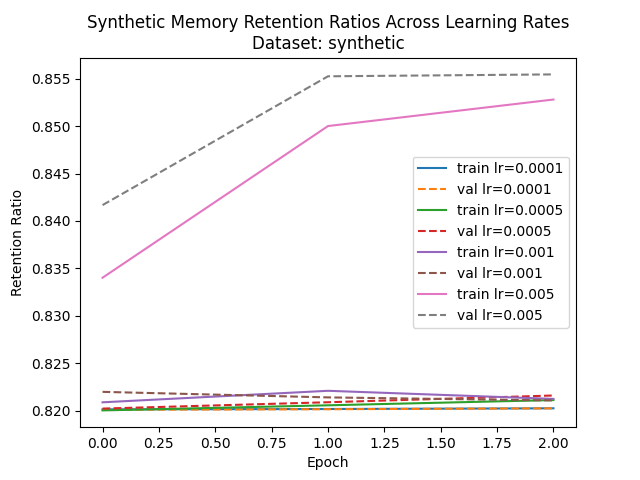 Synthetic Memory Retention Ratios Across Learning Rates
Dataset: synthetic
Retention Ratio
0.855
0.850
0.845
0.840
0.835
0.830
0.825
0.820
train lr=0.0001
val lr=0.0001
train lr=0.0005
val lr=0.0005
train lr=0.001
val lr=0.001
train lr=0.005
val lr=0.005
0.00 0.25 0.50 0.75 1.00 1.25 1.50 1.75 2.00
Epoch